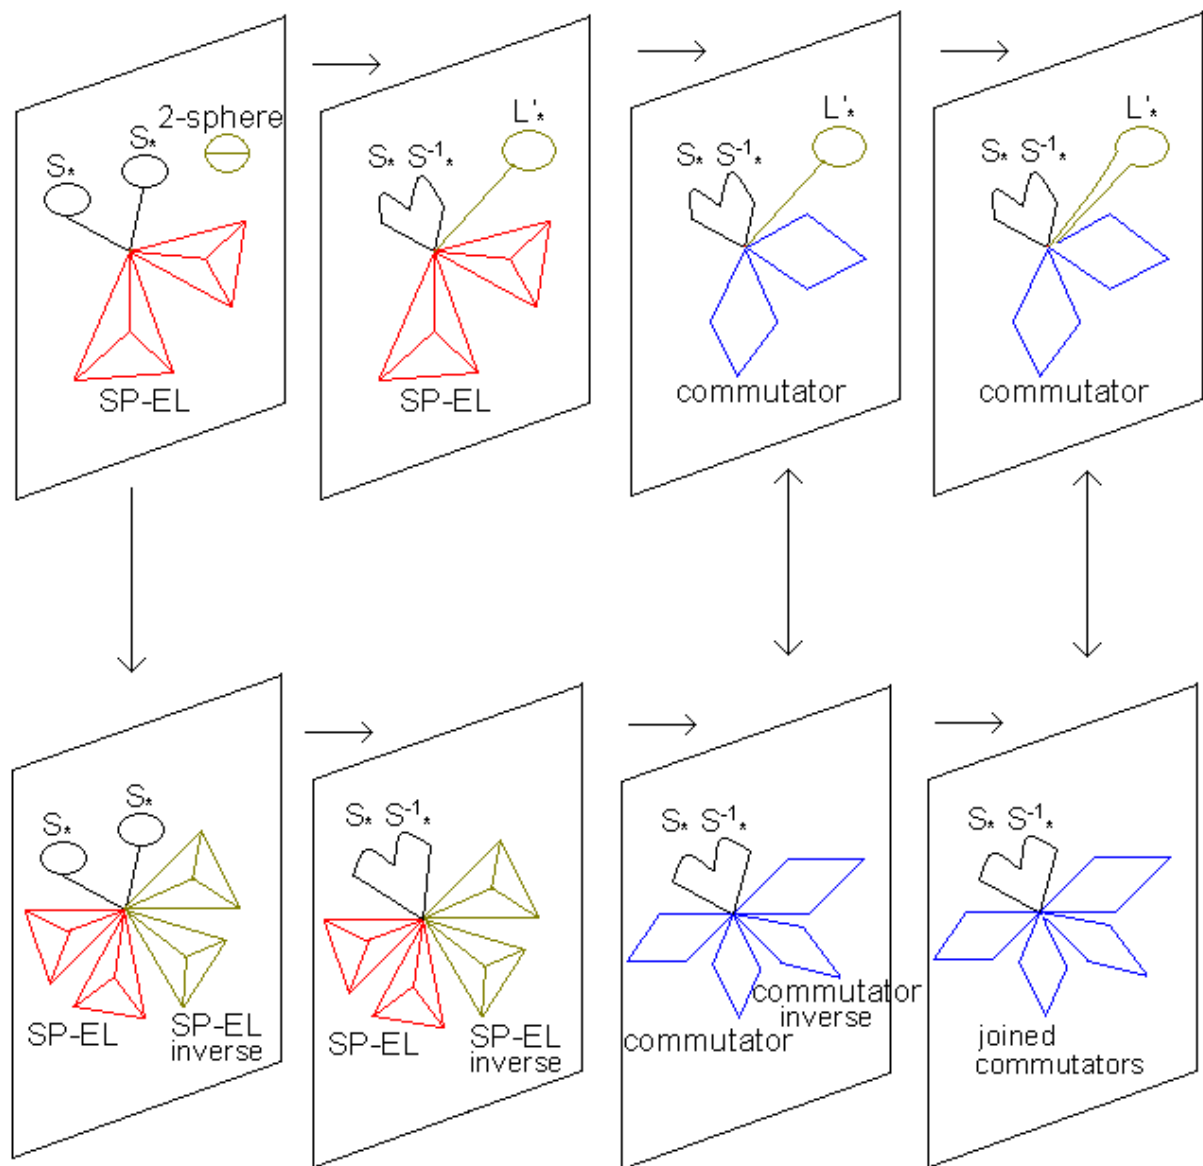 2-sphere
S* S*
SP-EL
L'*
S* S⁻¹*
SP-EL
L'*
S* S⁻¹*
commutator
L'*
S* S⁻¹*
commutator
S* S*
SP-EL
SP-EL
inverse
S* S⁻¹*
SP-EL
SP-EL
inverse
S* S⁻¹*
commutator
inverse
commutator
S* S⁻¹*
joined
commutators